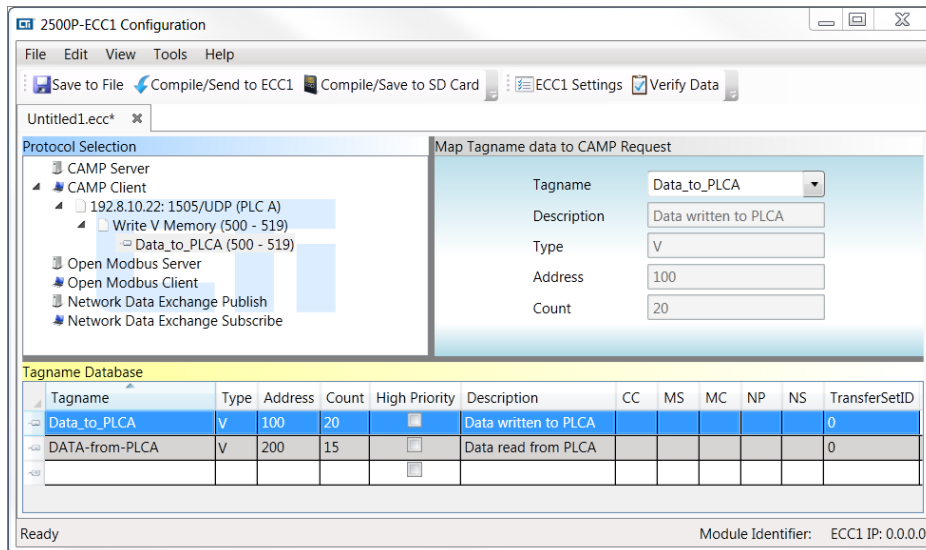 CTI 2500P-ECC1 Configuration
File Edit View Tools Help
Save to File Compile/Send to ECC1 Compile/Save to SD Card ECC1 Settings Verify Data
Untitled1.ecc*
Protocol Selection
CAMP Server
CAMP Client
192.8.10.22: 1505/UDP (PLC A)
Write V Memory (500 - 519)
Data_to_PLCA (500 - 519)
Open Modbus Server
Open Modbus Client
Network Data Exchange Publish
Network Data Exchange Subscribe
Map Tagname data to CAMP Request
Tagname Data_to_PLCA
Description Data written to PLCA
Type V
Address 100
Count 20
Tagname Database
Tagname Type Address Count High Priority Description CC MS MC NP NS TransferSetID
Data_to_PLCA V 100 20 Data written to PLCA 0
DATA-from-PLCA V 200 15 Data read from PLCA 0
Ready Module Identifier: ECC1 IP: 0.0.0.0